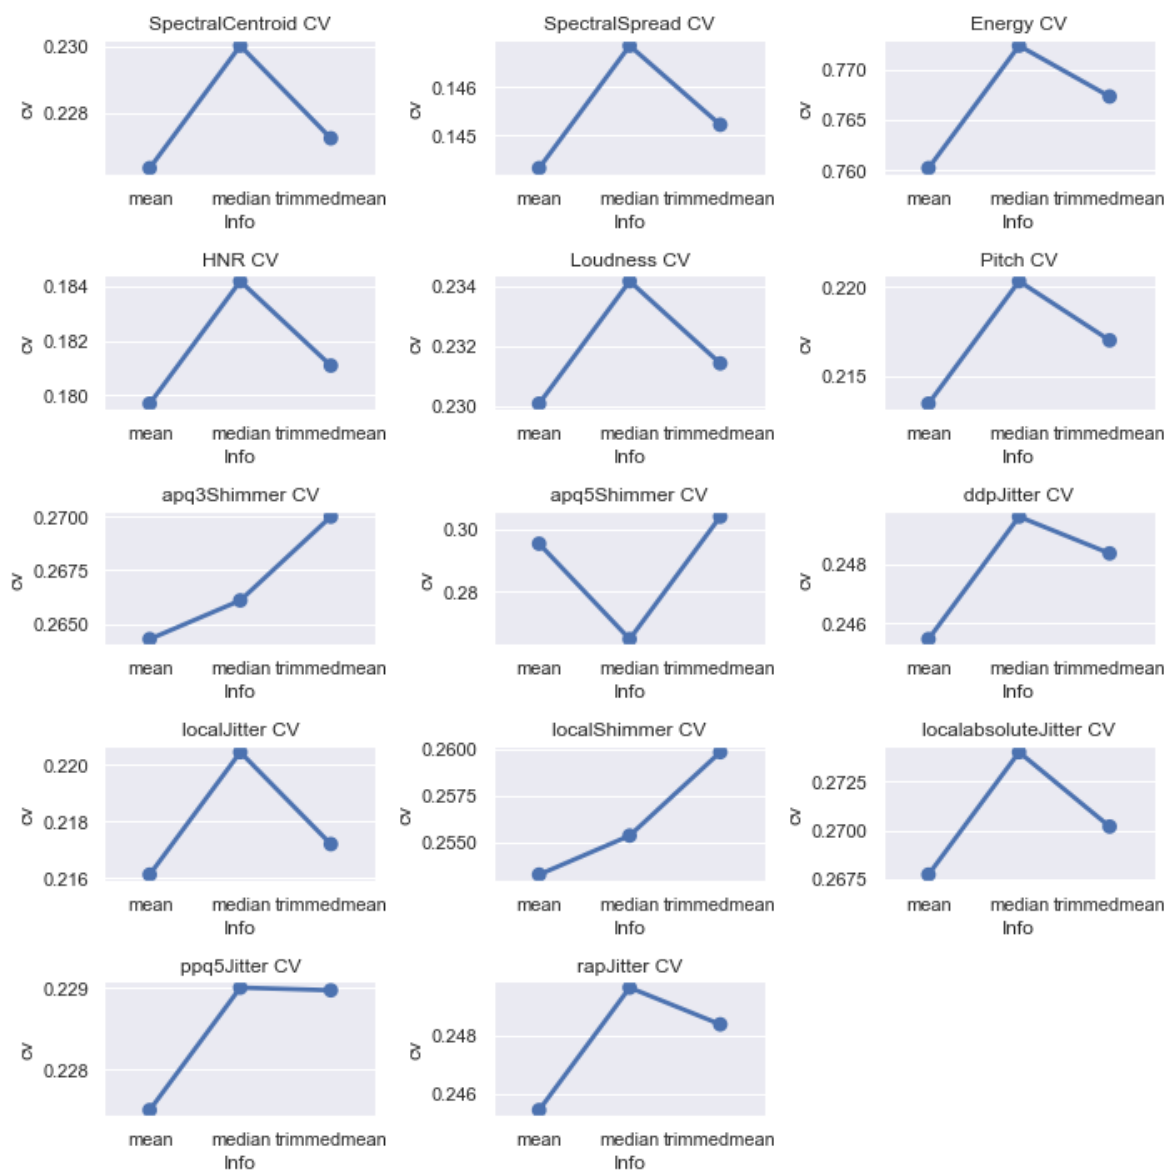 SpectralCentroid CV
0.230
0.228
cv
mean median trimmedmean
Info
SpectralSpread CV
0.146
0.145
cv
mean median trimmedmean
Info
Energy CV
0.770
0.765
0.760
cv
mean median trimmedmean
Info
HNR CV
0.184
0.182
0.180
cv
mean median trimmedmean
Info
Loudness CV
0.234
0.232
0.230
cv
mean median trimmedmean
Info
Pitch CV
0.220
0.215
cv
mean median trimmedmean
Info
apq3Shimmer CV
0.2700
0.2675
0.2650
cv
mean median trimmedmean
Info
apq5Shimmer CV
0.30
0.28
cv
mean median trimmedmean
Info
ddpJitter CV
0.248
0.246
cv
mean median trimmedmean
Info
localJitter CV
0.220
0.218
0.216
cv
mean median trimmedmean
Info
localShimmer CV
0.2600
0.2575
0.2550
cv
mean median trimmedmean
Info
localabsoluteJitter CV
0.2725
0.2700
0.2675
cv
mean median trimmedmean
Info
ppq5Jitter CV
0.229
0.228
cv
mean median trimmedmean
Info
rapJitter CV
0.248
0.246
cv
mean median trimmedmean
Info